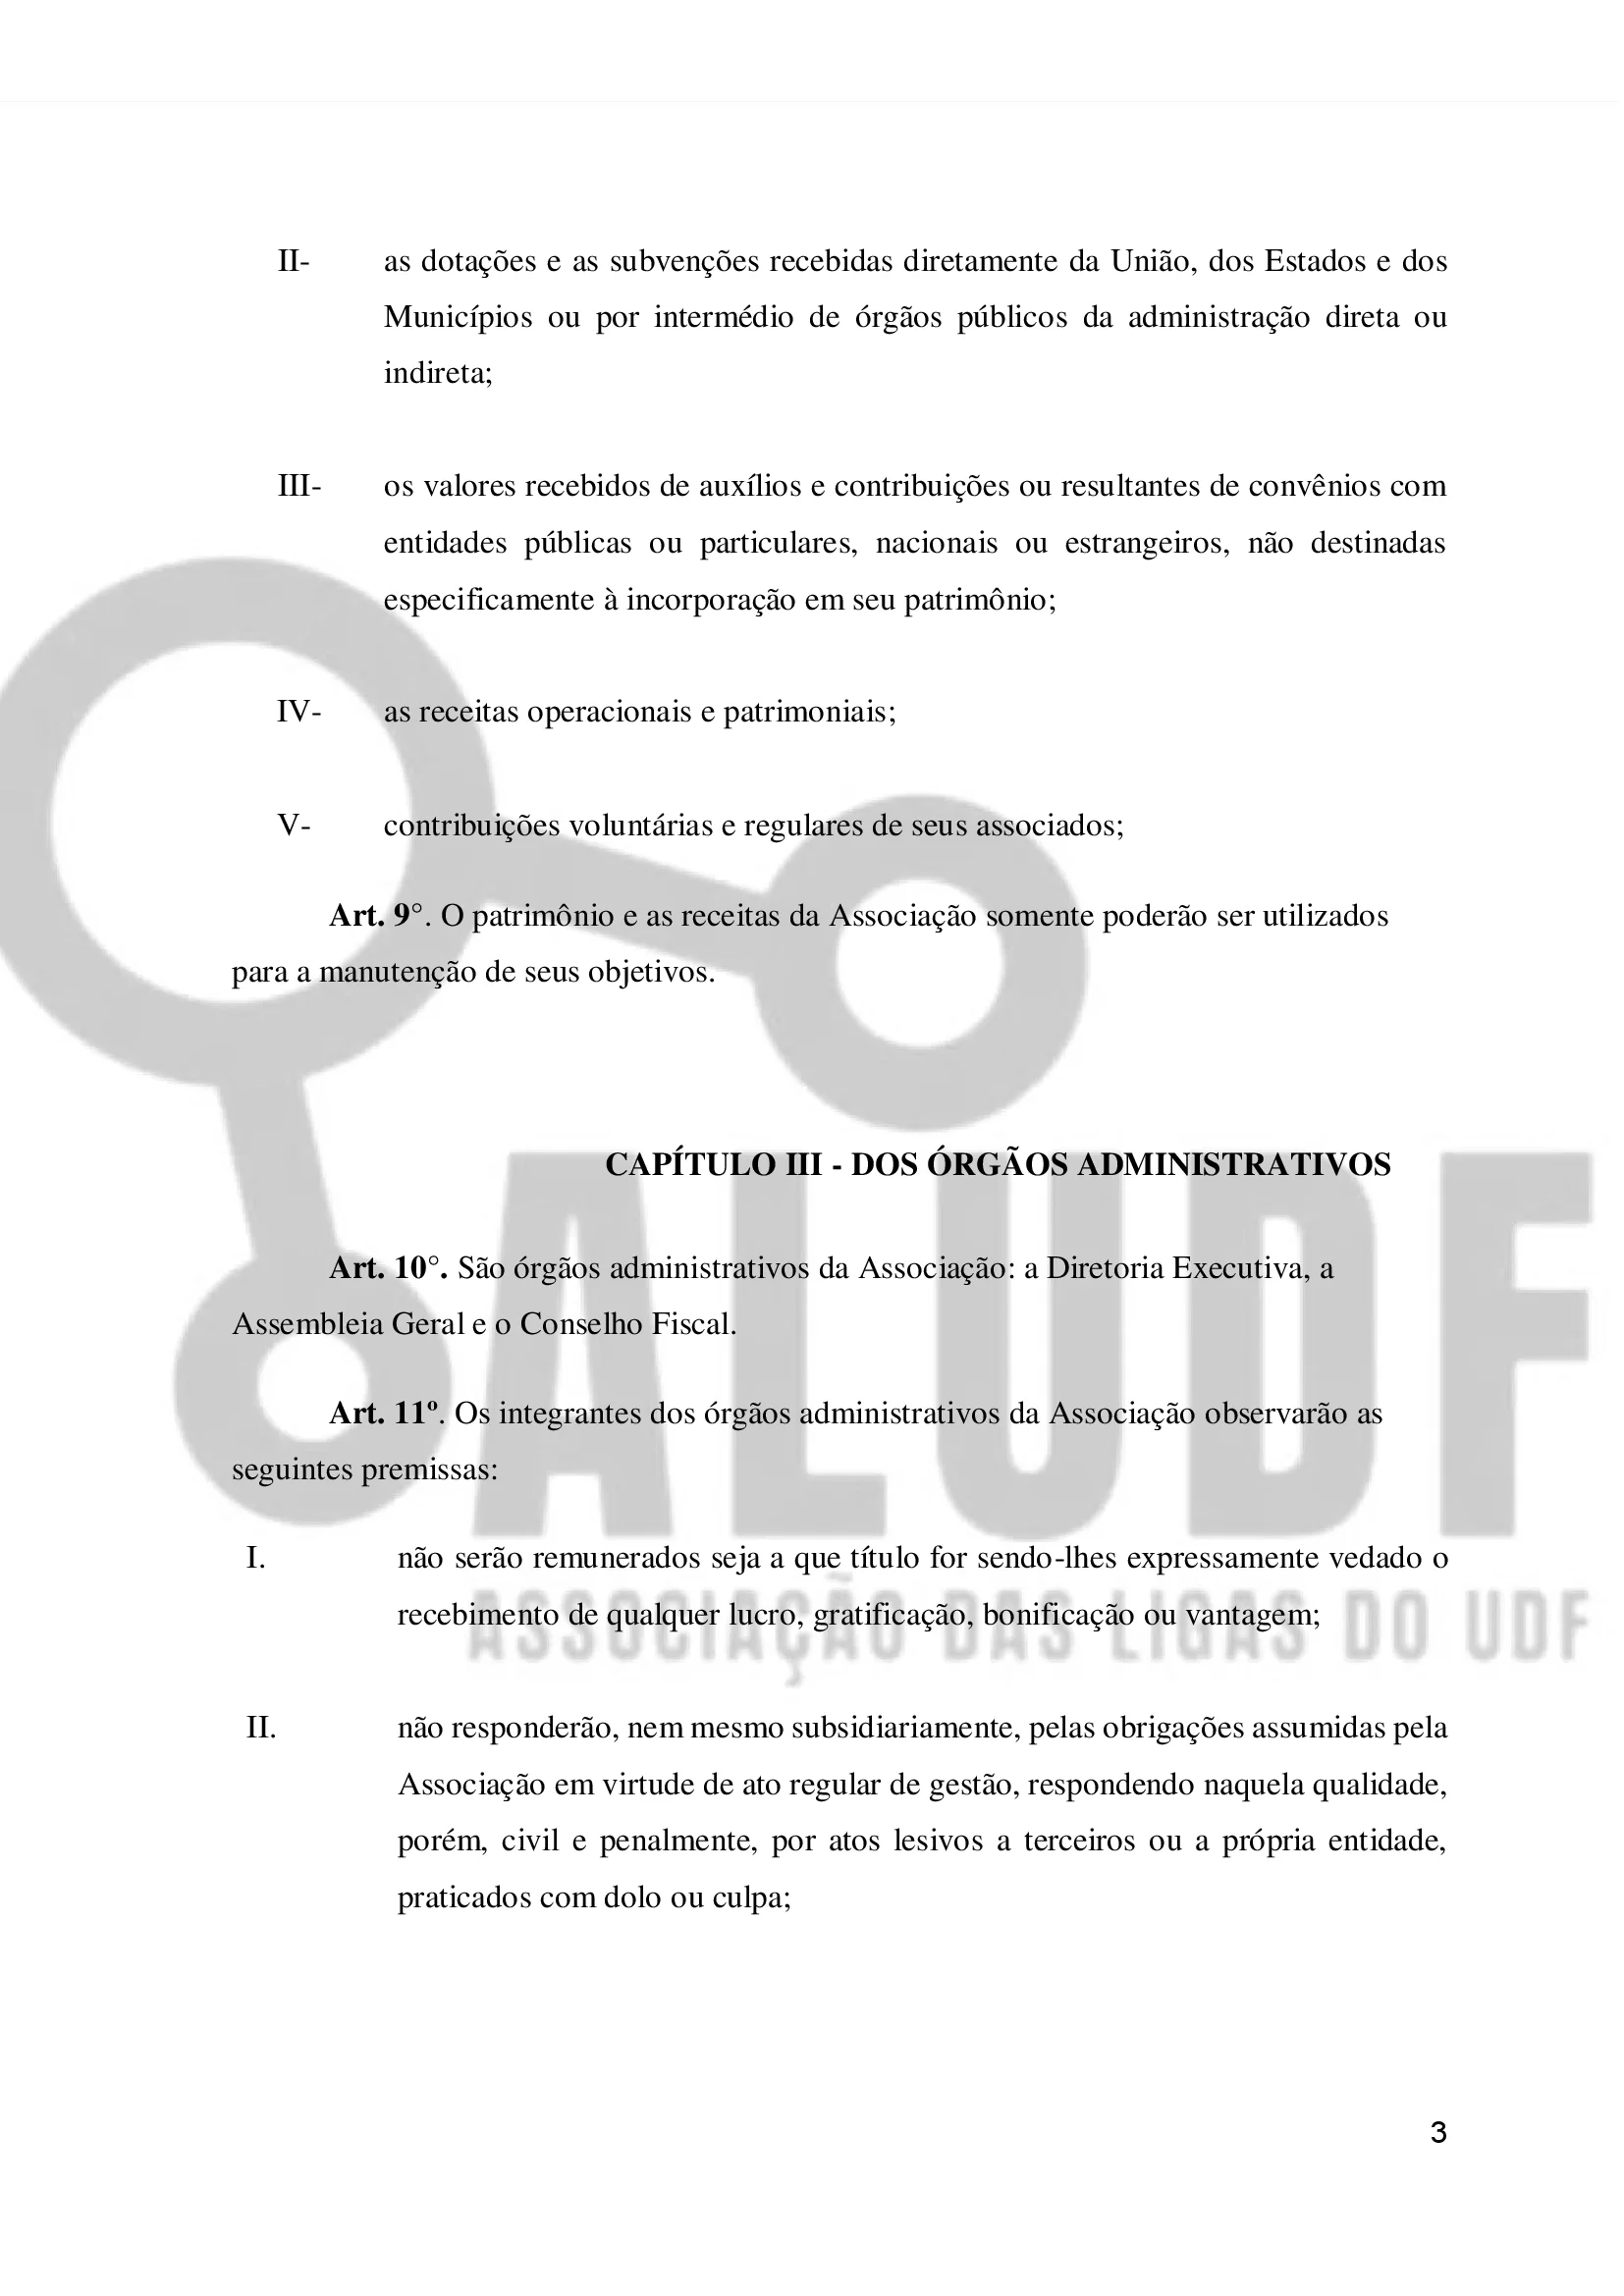 II- as dotações e as subvenções recebidas diretamente da União, dos Estados e dos
Municípios ou por intermédio de órgãos públicos da administração direta ou
indireta;
III- os valores recebidos de auxílios e contribuições ou resultantes de convênios com
entidades públicas ou particulares, nacionais ou estrangeiros, não destinadas
especificamente à incorporação em seu patrimônio;
IV- as receitas operacionais e patrimoniais;
V- contribuições voluntárias e regulares de seus associados;
Art. 9°. O patrimônio e as receitas da Associação somente poderão ser utilizados
para a manutenção de seus objetivos.
CAPÍTULO III - DOS ÓRGÃOS ADMINISTRATIVOS
Art. 10°. São órgãos administrativos da Associação: a Diretoria Executiva, a
Assembleia Geral e o Conselho Fiscal.
Art. 11º. Os integrantes dos órgãos administrativos da Associação observarão as
seguintes premissas:
I. não serão remunerados seja a que título for sendo-lhes expressamente vedado o
recebimento de qualquer lucro, gratificação, bonificação ou vantagem;
II. não responderão, nem mesmo subsidiariamente, pelas obrigações assumidas pela
Associação em virtude de ato regular de gestão, respondendo naquela qualidade,
porém, civil e penalmente, por atos lesivos a terceiros ou a própria entidade,
praticados com dolo ou culpa;
ALUDF
ASSOCIAÇÃO DAS LIGAS DO UDF
3